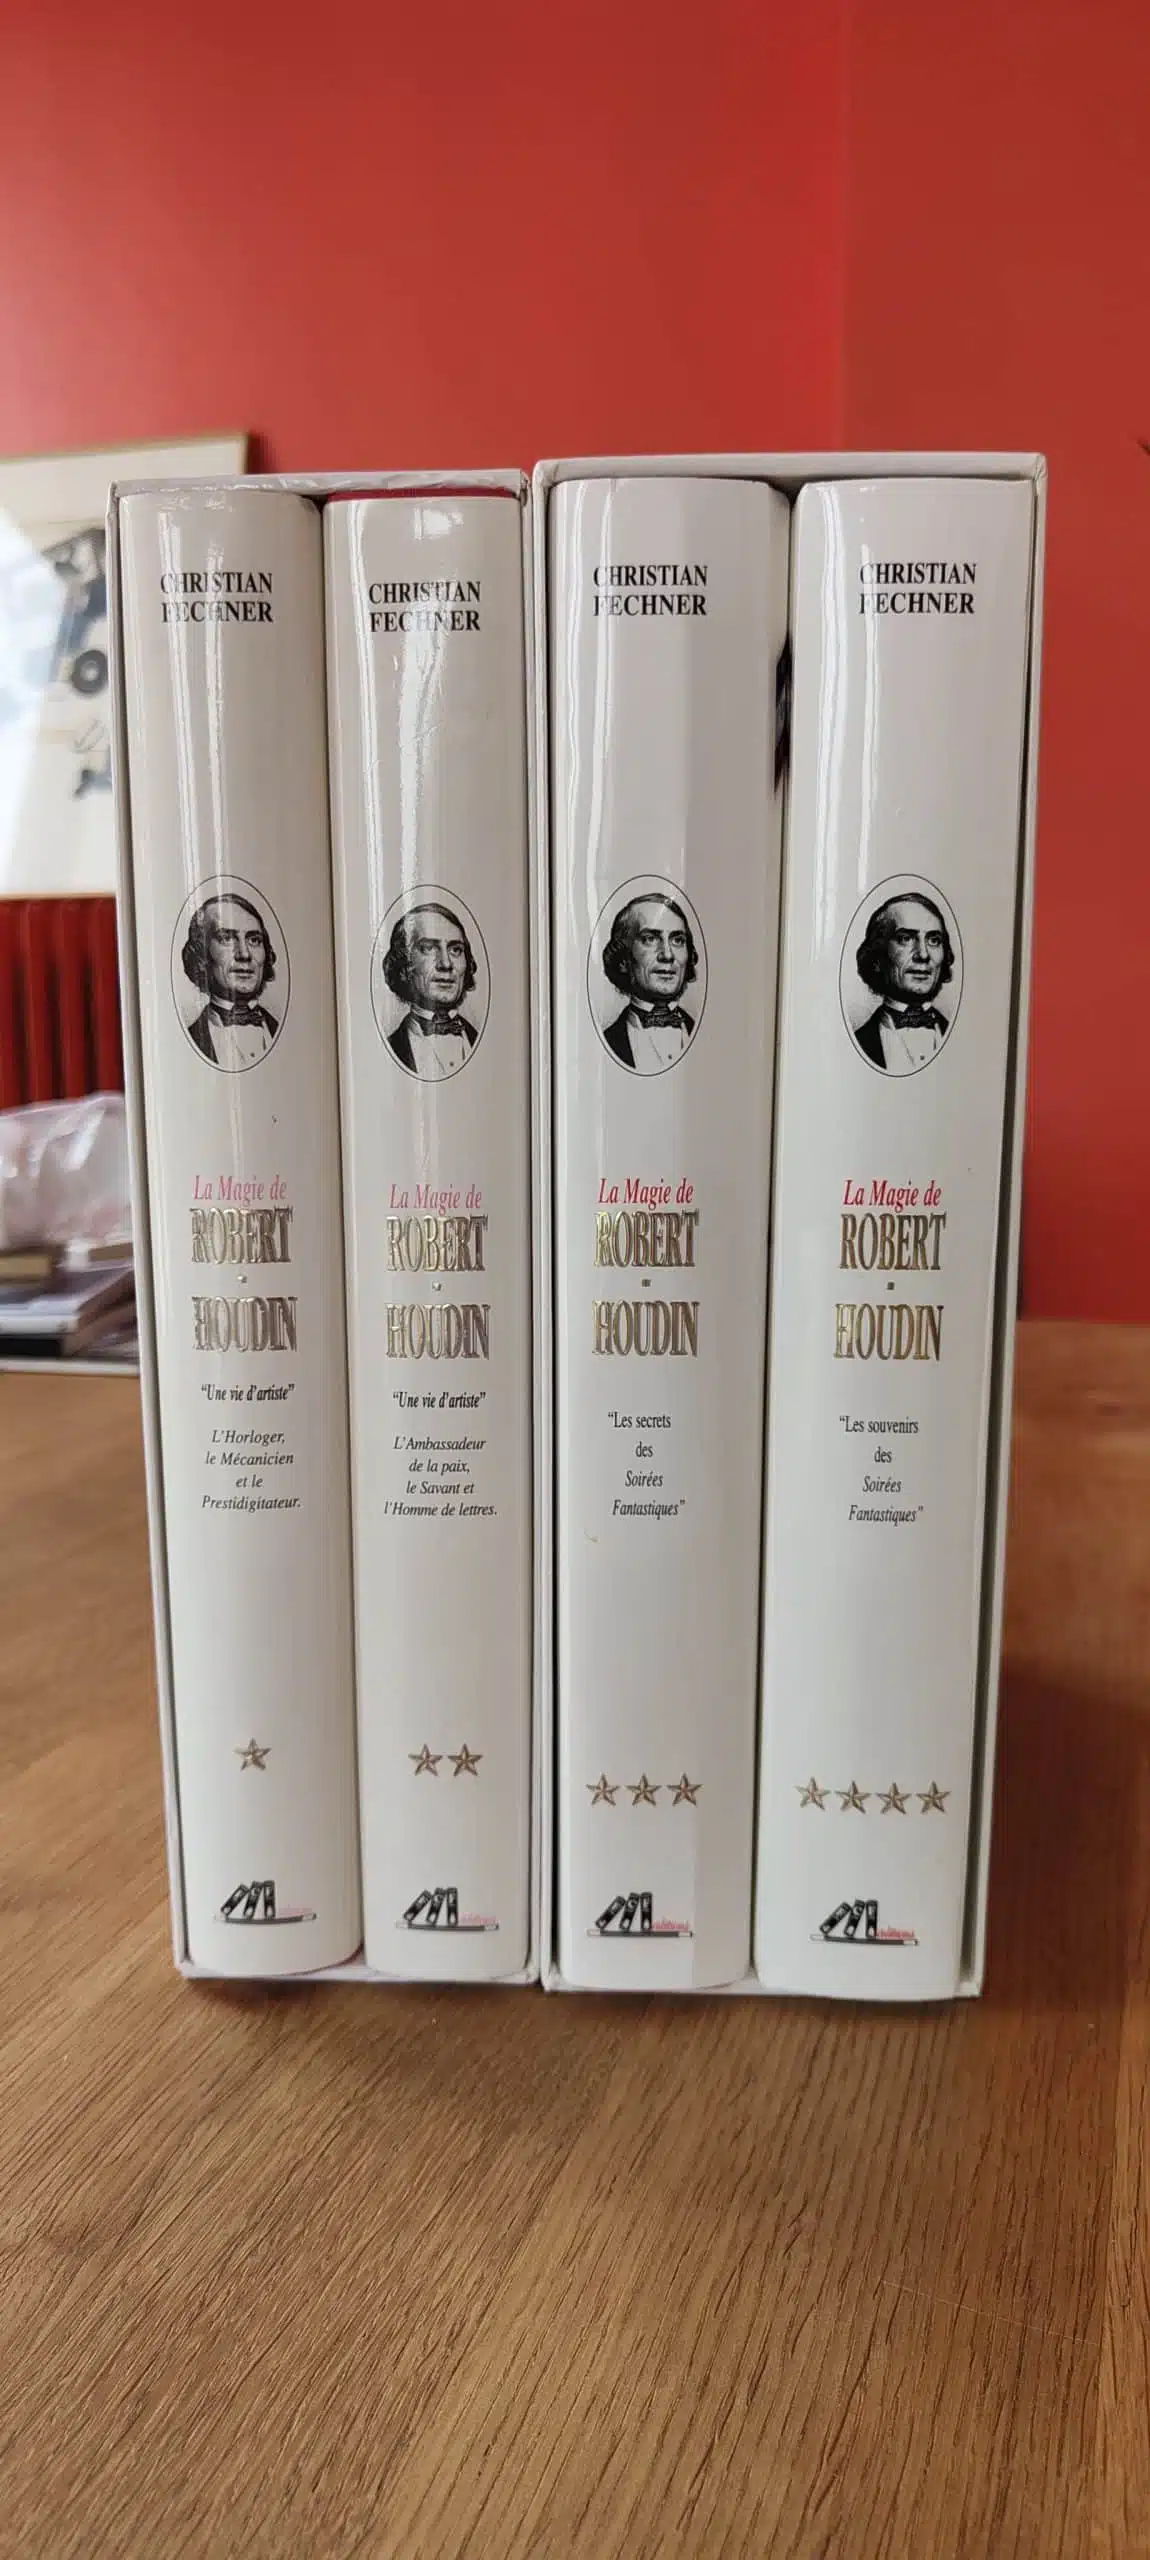 CHRISTIAN
FECHNER
La Magie de
ROBERT
-
HOUDIN
“Une vie d’artiste”
L’Horloger,
le Mécanicien
et le
Prestidigitateur.
CHRISTIAN
FECHNER
La Magie de
ROBERT
-
HOUDIN
“Une vie d’artiste”
L’Ambassadeur
de la paix,
le Savant et
l’Homme de lettres.
éditions
CHRISTIAN
FECHNER
La Magie de
ROBERT
-
HOUDIN
“Les secrets
des
Soirées
Fantastiques”
éditions
CHRISTIAN
FECHNER
La Magie de
ROBERT
-
HOUDIN
“Les souvenirs
des
Soirées
Fantastiques”
éditions